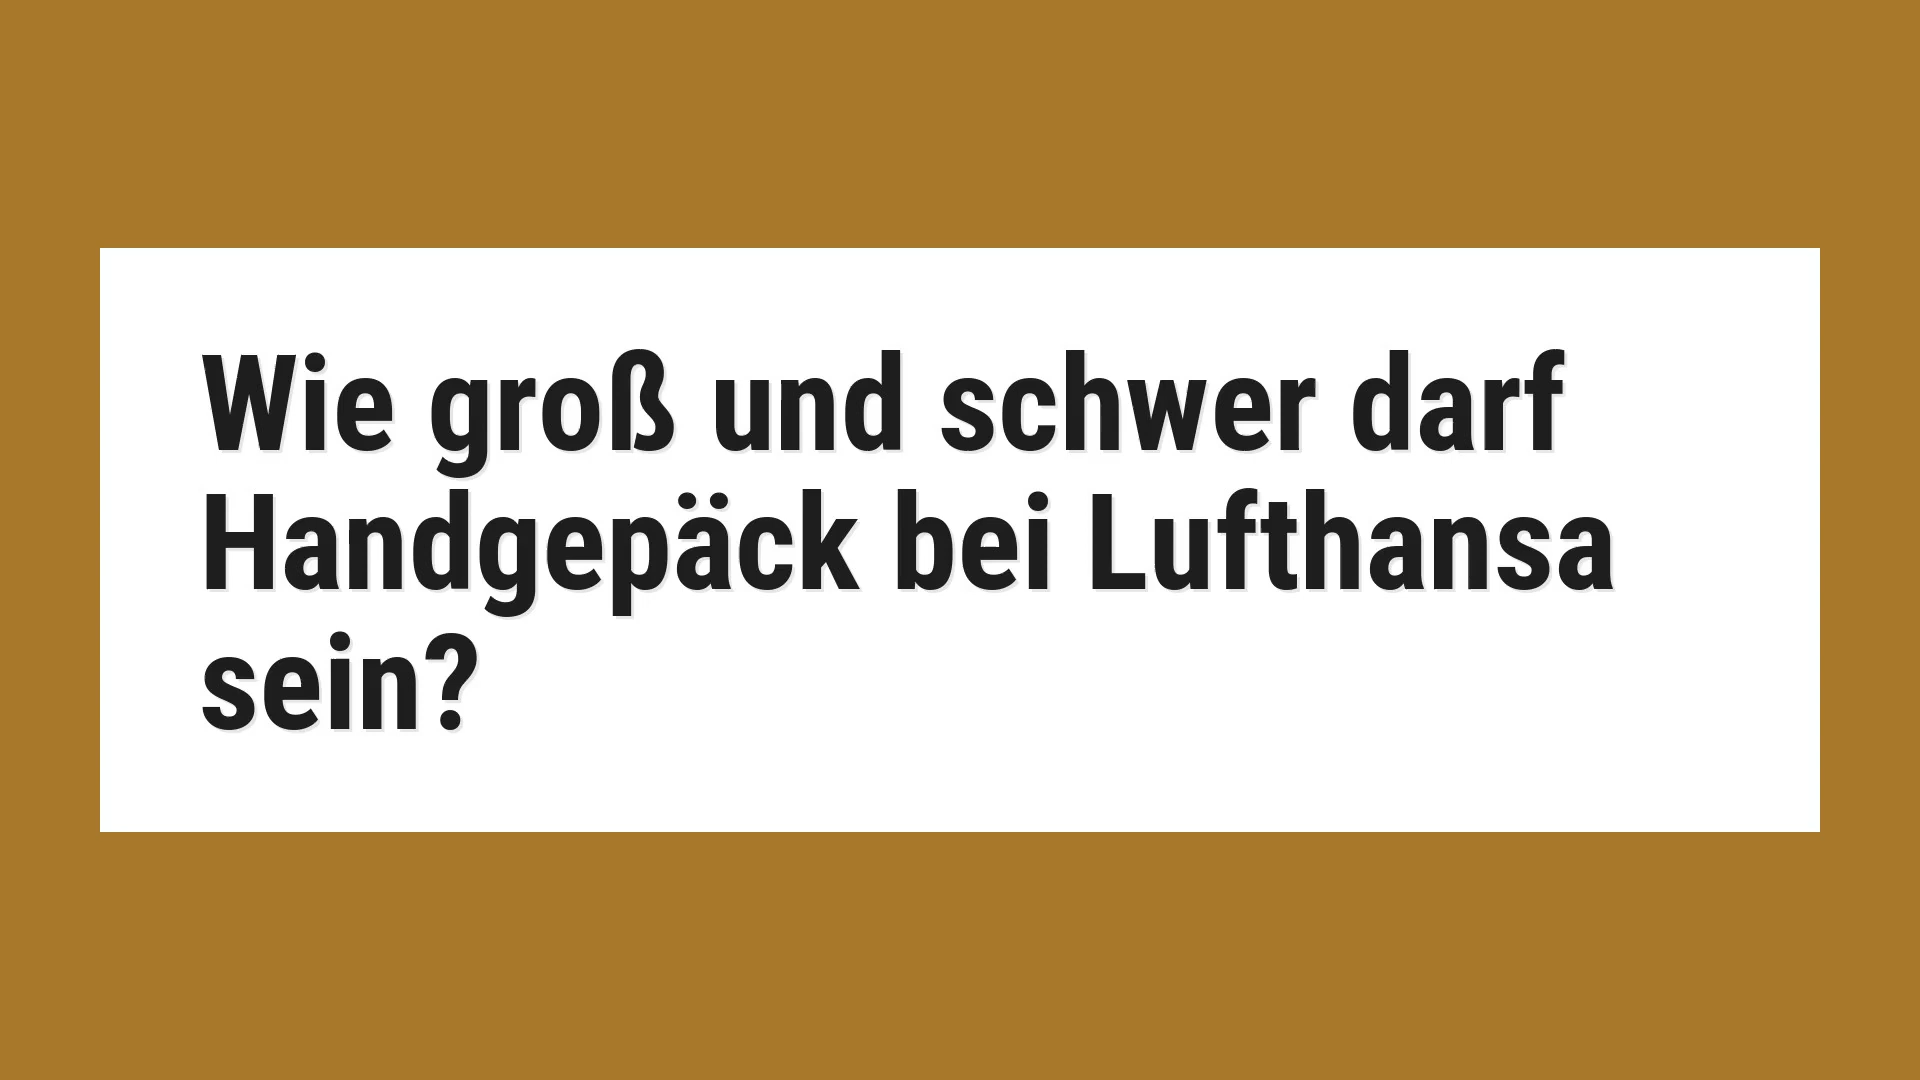 Wie groß und schwer darf
Handgepäck bei Lufthansa
sein?